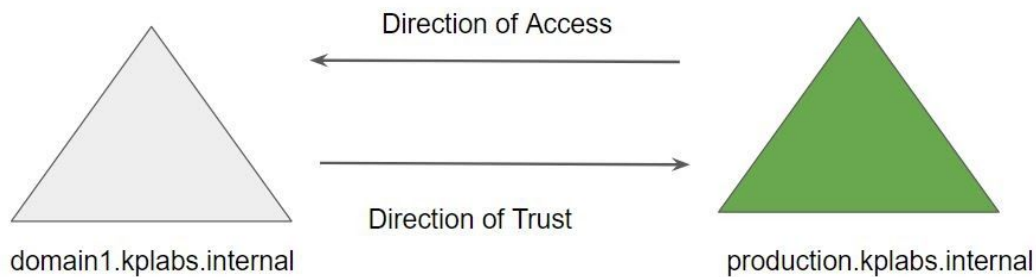 Direction of Access
Direction of Trust
domain1.kplabs.internal
production.kplabs.internal